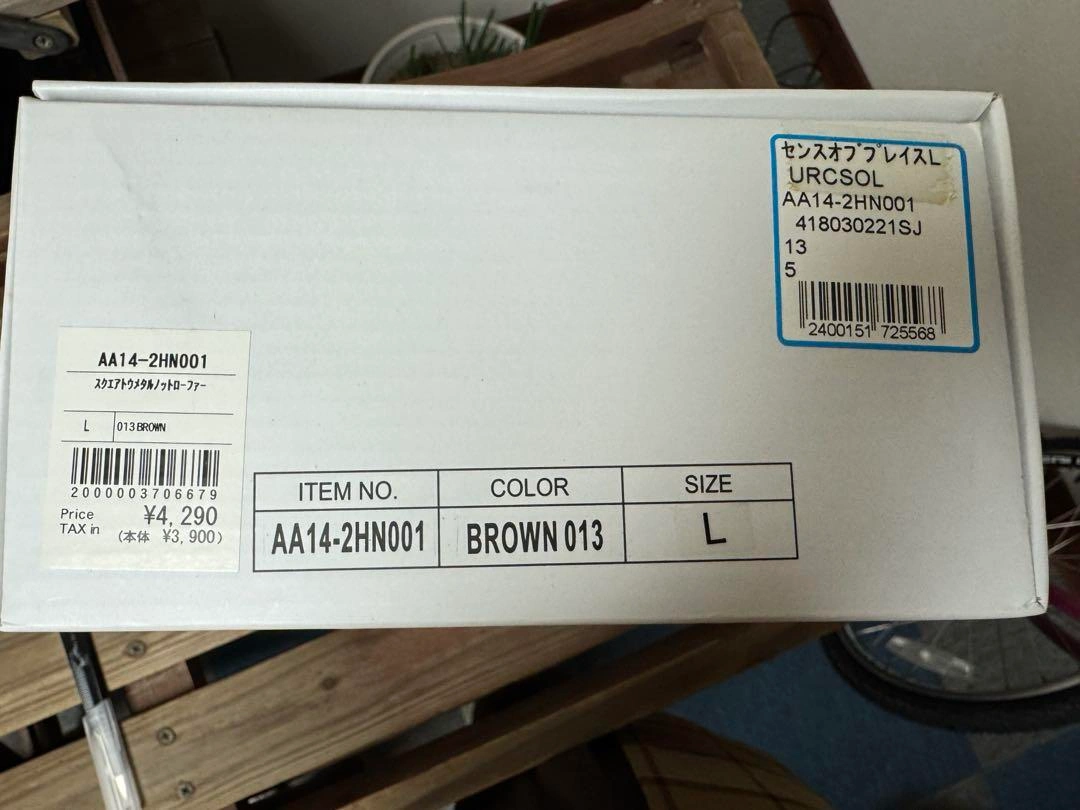 センスオブプレイスL
URCSOL
AA14-2HN001
418030221SJ
13
5
2400151 725568
AA14-2HN001
スクエアトウメタルノットローファー
L 013BROWN
2000003706679
Price
TAX in
¥4,290
(本体 ¥3,900)
ITEM NO. COLOR SIZE
AA14-2HN001 BROWN 013 L